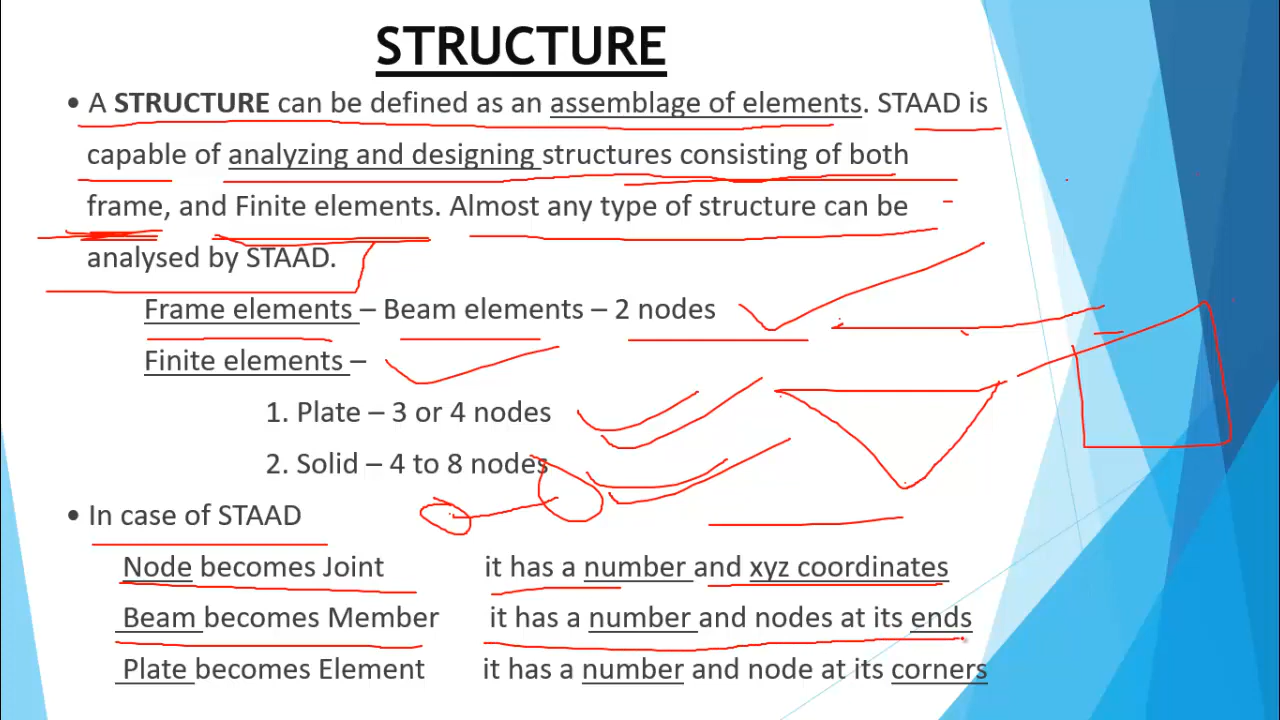 STRUCTURE
• A STRUCTURE can be defined as an assemblage of elements. STAAD is
capable of analyzing and designing structures consisting of both
frame, and Finite elements. Almost any type of structure can be
analysed by STAAD.
Frame elements – Beam elements – 2 nodes
Finite elements –
1. Plate – 3 or 4 nodes
2. Solid – 4 to 8 nodes
• In case of STAAD
Node becomes Joint it has a number and xyz coordinates
Beam becomes Member it has a number and nodes at its ends
Plate becomes Element it has a number and node at its corners